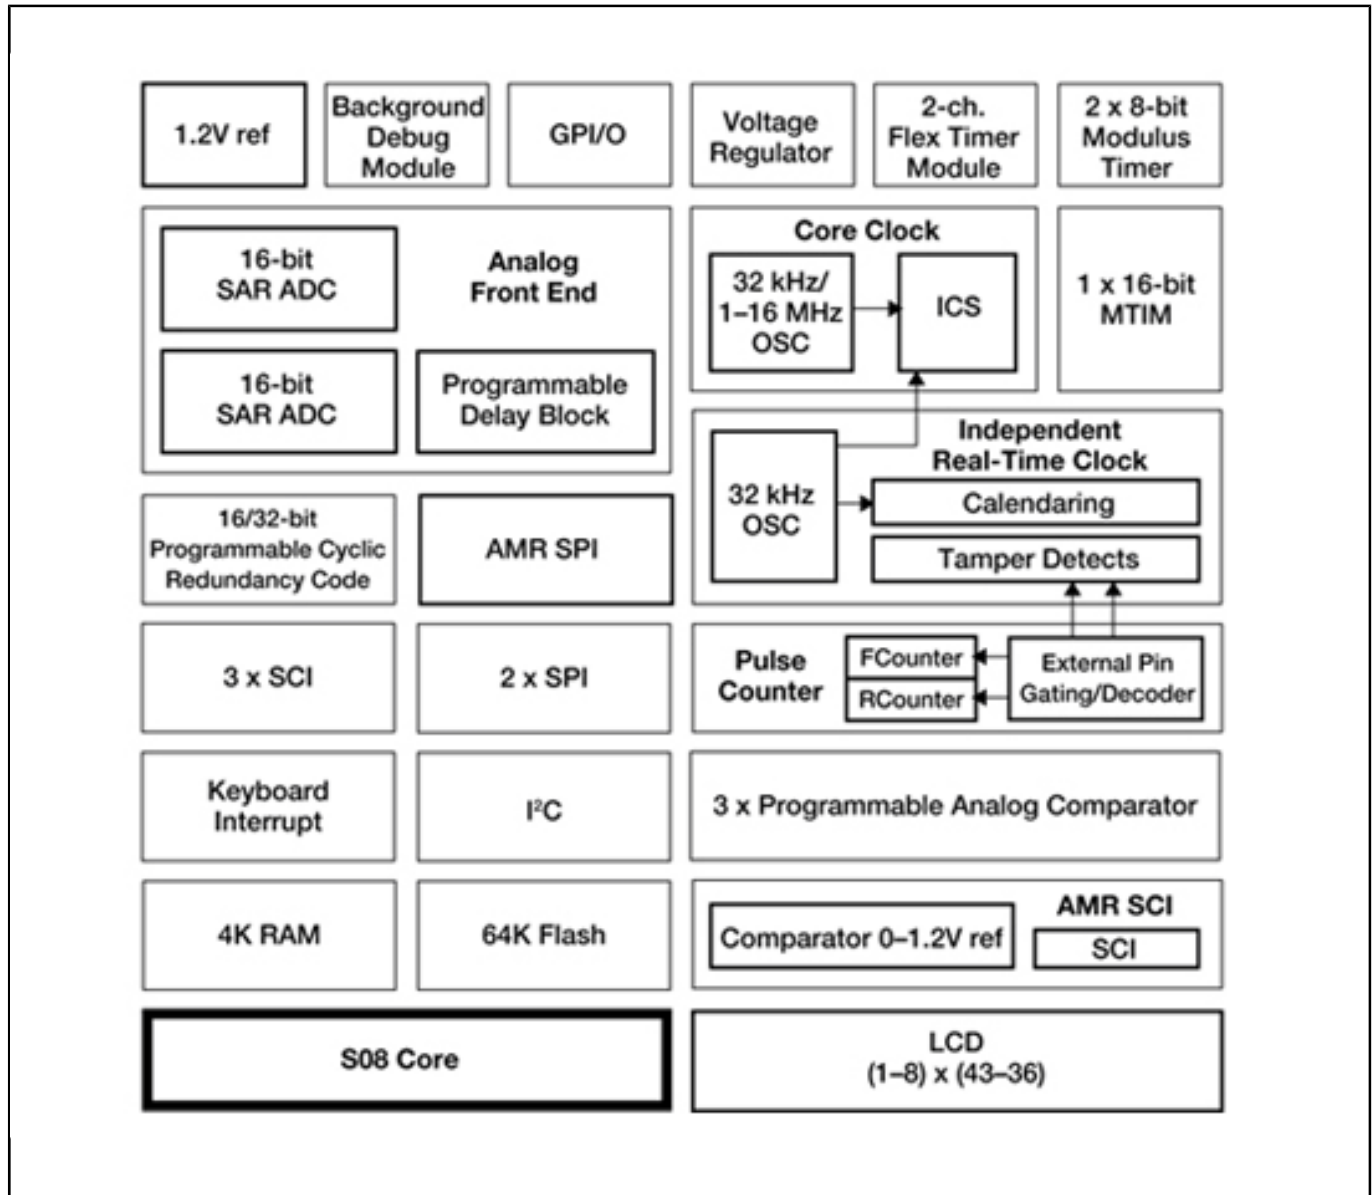 1.2V ref
Background
Debug
Module
GPI/O
Voltage
Regulator
2-ch.
Flex Timer
Module
2 x 8-bit
Modulus
Timer
16-bit
SAR ADC
Analog
Front End
16-bit
SAR ADC
Programmable
Delay Block
Core Clock
32 kHz/
1–16 MHz
OSC
ICS
1 x 16-bit
MTIM
Independent
Real-Time Clock
32 kHz
OSC
Calendaring
Tamper Detects
16/32-bit
Programmable Cyclic
Redundancy Code
AMR SPI
3 x SCI
2 x SPI
Pulse
Counter
FCounter
RCounter
External Pin
Gating/Decoder
Keyboard
Interrupt
I²C
3 x Programmable Analog Comparator
4K RAM
64K Flash
Comparator 0–1.2V ref
AMR SCI
SCI
S08 Core
LCD
(1–8) x (43–36)